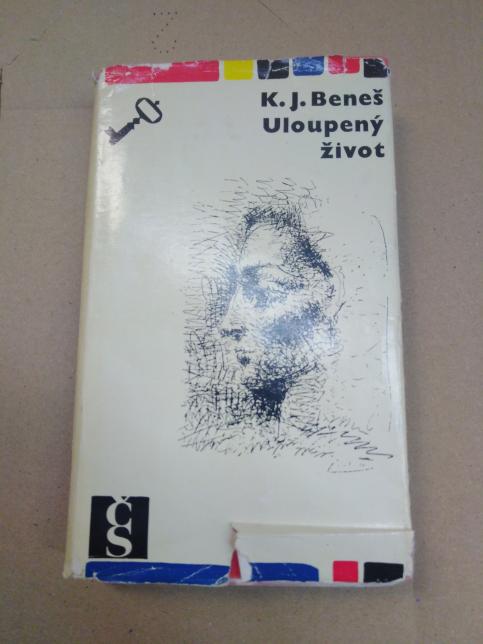 K. J. Beneš
Uloupený
život
ČS